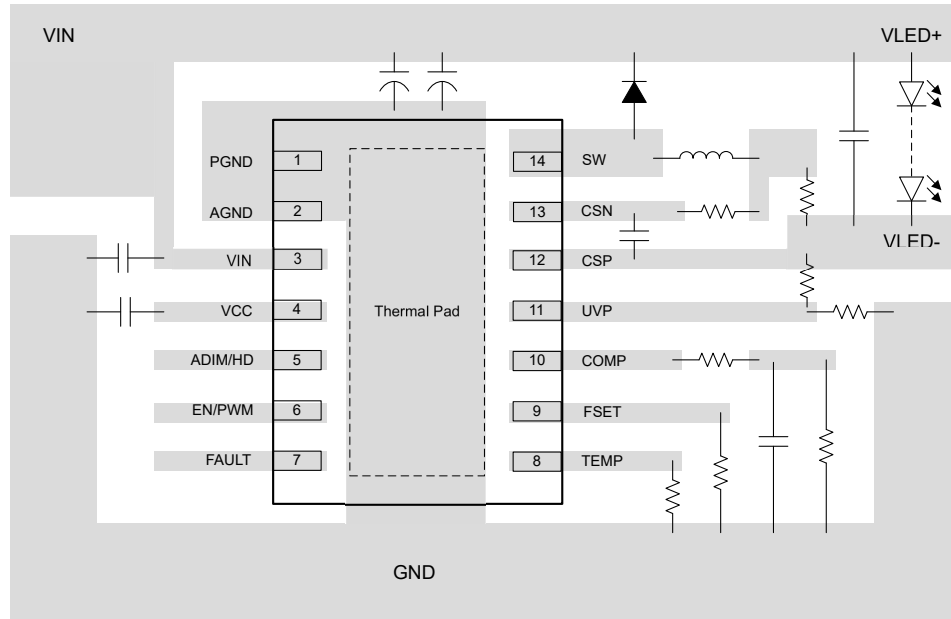 VIN
VLED+
PGND 1
14 SW
AGND 2
13 CSN
VLED-
VIN 3
12 CSP
VCC 4
Thermal Pad
11 UVP
ADIM/HD 5
10 COMP
EN/PWM 6
9 FSET
FAULT 7
8 TEMP
GND